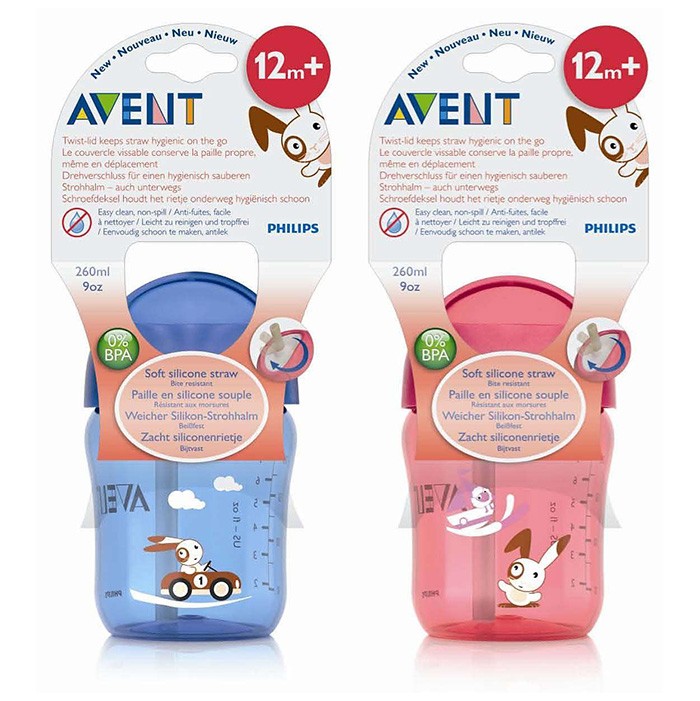 New • Nouveau • Neu • Nieuw
12m+
AVENT
Twist-lid keeps straw hygienic on the go
Le couvercle vissable conserve la paille propre,
même en déplacement
Drehverschluss für einen hygienisch sauberen
Strohhalm – auch unterwegs
Schroefdeksel houdt het rietje onderweg hygiënisch schoon
Easy clean, non-spill / Anti-fuites, facile
à nettoyer / Leicht zu reinigen und tropffrei
/ Eenvoudig schoon te maken, antilek
PHILIPS
260ml
9oz
0%
BPA
Soft silicone straw
Bite resistant
Paille en silicone souple
Résistant aux morsures
Weicher Silikon-Strohhalm
Beißfest
Zacht siliconenrietje
Bijtvast
AVENT
1
PHILIPS
New • Nouveau • Neu • Nieuw
12m+
AVENT
Twist-lid keeps straw hygienic on the go
Le couvercle vissable conserve la paille propre,
même en déplacement
Drehverschluss für einen hygienisch sauberen
Strohhalm – auch unterwegs
Schroefdeksel houdt het rietje onderweg hygiënisch schoon
Easy clean, non-spill / Anti-fuites, facile
à nettoyer / Leicht zu reinigen und tropffrei
/ Eenvoudig schoon te maken, antilek
PHILIPS
260ml
9oz
0%
BPA
Soft silicone straw
Bite resistant
Paille en silicone souple
Résistant aux morsures
Weicher Silikon-Strohhalm
Beißfest
Zacht siliconenrietje
Bijtvast
PHILIPS